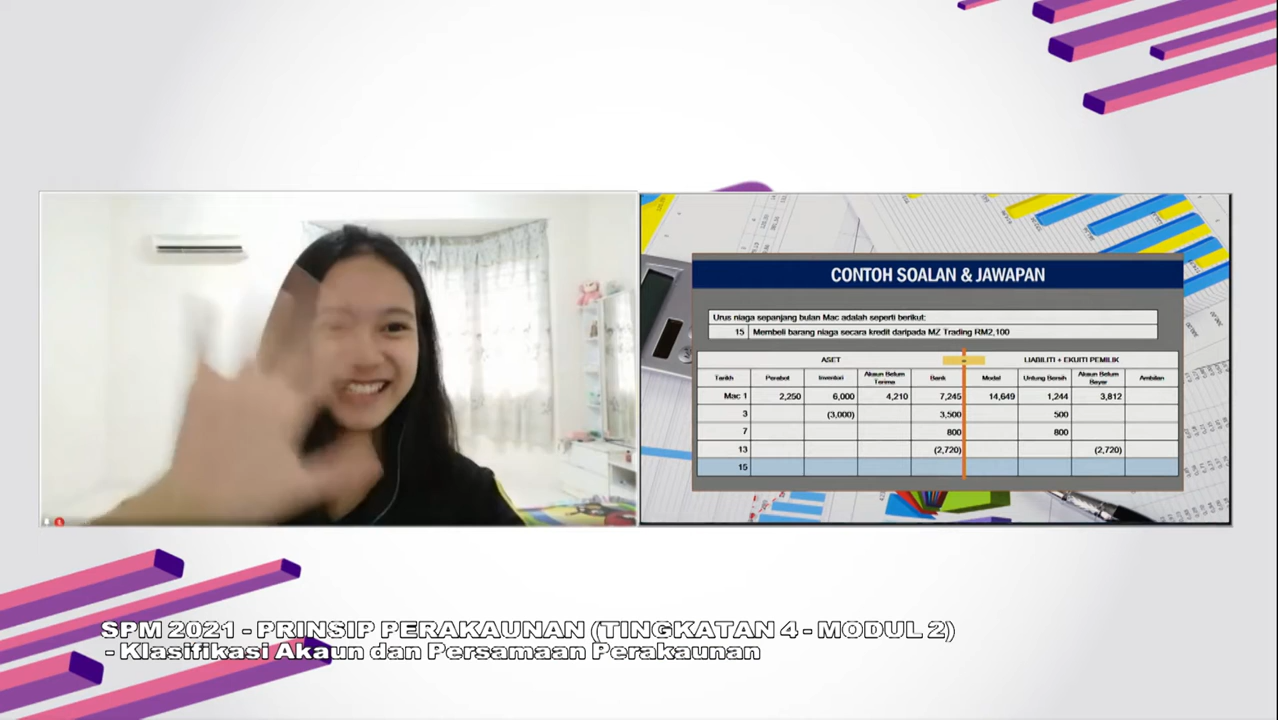 CONTOH SOALAN & JAWAPAN
Urus niaga sepanjang bulan Mac adalah seperti berikut:
15 Membeli barang niaga secara kredit daripada MZ Trading RM2,100
ASET = LIABILITI + EKUITI PEMILIK
Tarikh Perabot Inventori Akaun Belum Terima Bank Modal Untung Bersih Akaun Belum Bayar Ambilan
Mac 1 2,250 6,000 4,210 7,245 14,649 1,244 3,812
3 (3,000) 3,500 500
7 800 800
13 (2,720) (2,720)
15
SPM 2021 - PRINSIP PERAKAUNAN (TINGKATAN 4 - MODUL 2)
- Klasifikasi Akaun dan Persamaan Perakaunan